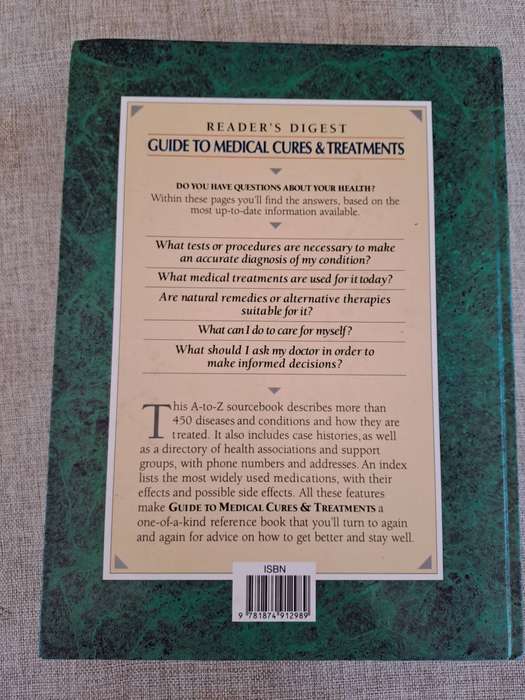 READER'S DIGEST
GUIDE TO MEDICAL CURES & TREATMENTS
DO YOU HAVE QUESTIONS ABOUT YOUR HEALTH?
Within these pages you'll find the answers, based on the
most up-to-date information available.
What tests or procedures are necessary to make
an accurate diagnosis of my condition?
What medical treatments are used for it today?
Are natural remedies or alternative therapies
suitable for it?
What can I do to care for myself?
What should I ask my doctor in order to
make informed decisions?
This A-to-Z sourcebook describes more than
450 diseases and conditions and how they are
treated. It also includes case histories, as well
as a directory of health associations and support
groups, with phone numbers and addresses. An index
lists the most widely used medications, with their
effects and possible side effects. All these features
make GUIDE TO MEDICAL CURES & TREATMENTS a
one-of-a-kind reference book that you'll turn to again
and again for advice on how to get better and stay well.
ISBN
9 781874 912989